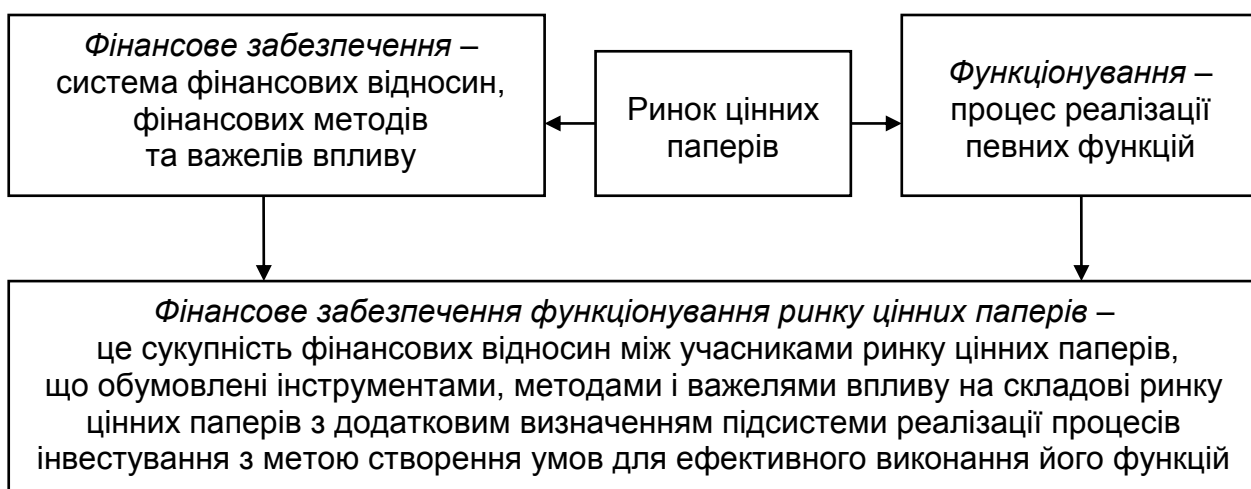 Фінансове забезпечення –
система фінансових відносин,
фінансових методів
та важелів впливу
Ринок цінних
паперів
Функціонування –
процес реалізації
певних функцій
Фінансове забезпечення функціонування ринку цінних паперів –
це сукупність фінансових відносин між учасниками ринку цінних паперів,
що обумовлені інструментами, методами і важелями впливу на складові ринку
цінних паперів з додатковим визначенням підсистеми реалізації процесів
інвестування з метою створення умов для ефективного виконання його функцій